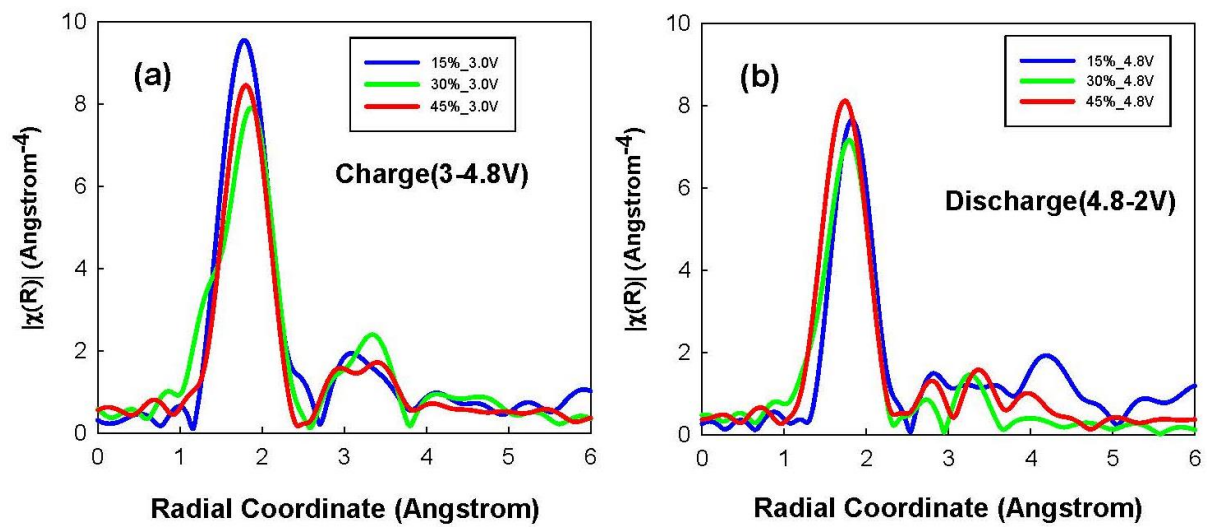 (a)
15%_3.0V
30%_3.0V
45%_3.0V
Charge(3-4.8V)
|χ(R)| (Angstrom⁻⁴)
10
8
6
4
2
0
0 1 2 3 4 5 6
Radial Coordinate (Angstrom)
(b)
15%_4.8V
30%_4.8V
45%_4.8V
Discharge(4.8-2V)
|χ(R)| (Angstrom⁻⁴)
10
8
6
4
2
0
0 1 2 3 4 5 6
Radial Coordinate (Angstrom)